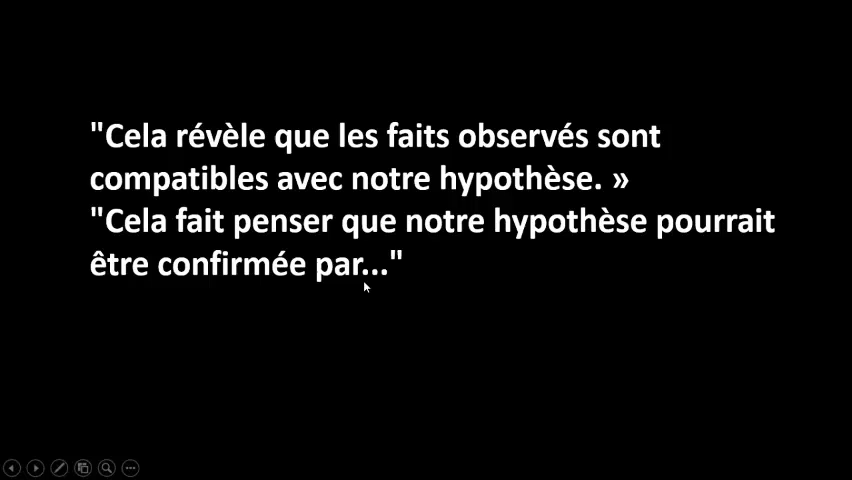 "Cela révèle que les faits observés sont
compatibles avec notre hypothèse. »
"Cela fait penser que notre hypothèse pourrait
être confirmée par..."